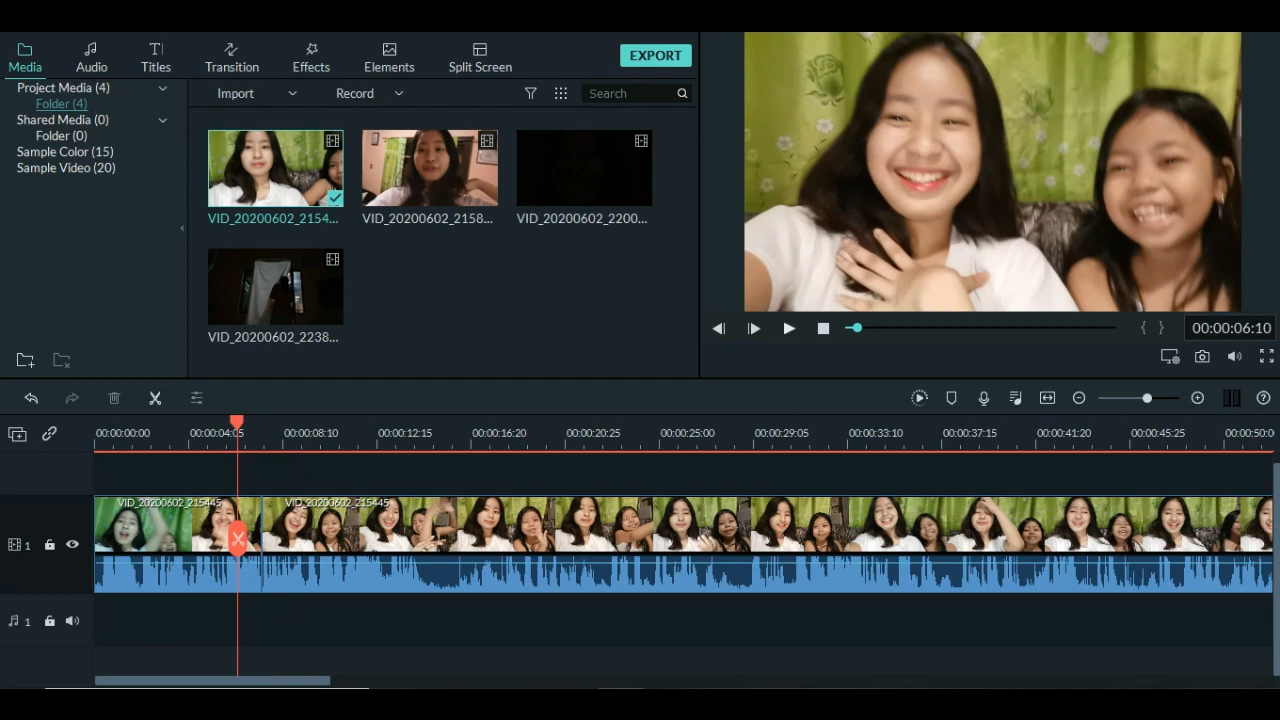 Media Audio Titles Transition Effects Elements Split Screen EXPORT
Project Media (4)
Folder (4)
Shared Media (0)
Folder (0)
Sample Color (15)
Sample Video (20)
Import Record Search
VID_20200602_2154... VID_20200602_2158... VID_20200602_2200...
VID_20200602_2238...
{ } 00:00:06:10
00:00:00:00 00:00:04:05 00:00:08:10 00:00:12:15 00:00:16:20 00:00:20:25 00:00:25:00 00:00:29:05 00:00:33:10 00:00:37:15 00:00:41:20 00:00:45:25 00:00:50:0
VID_20200602_215445 VID_20200602_215445
1
1